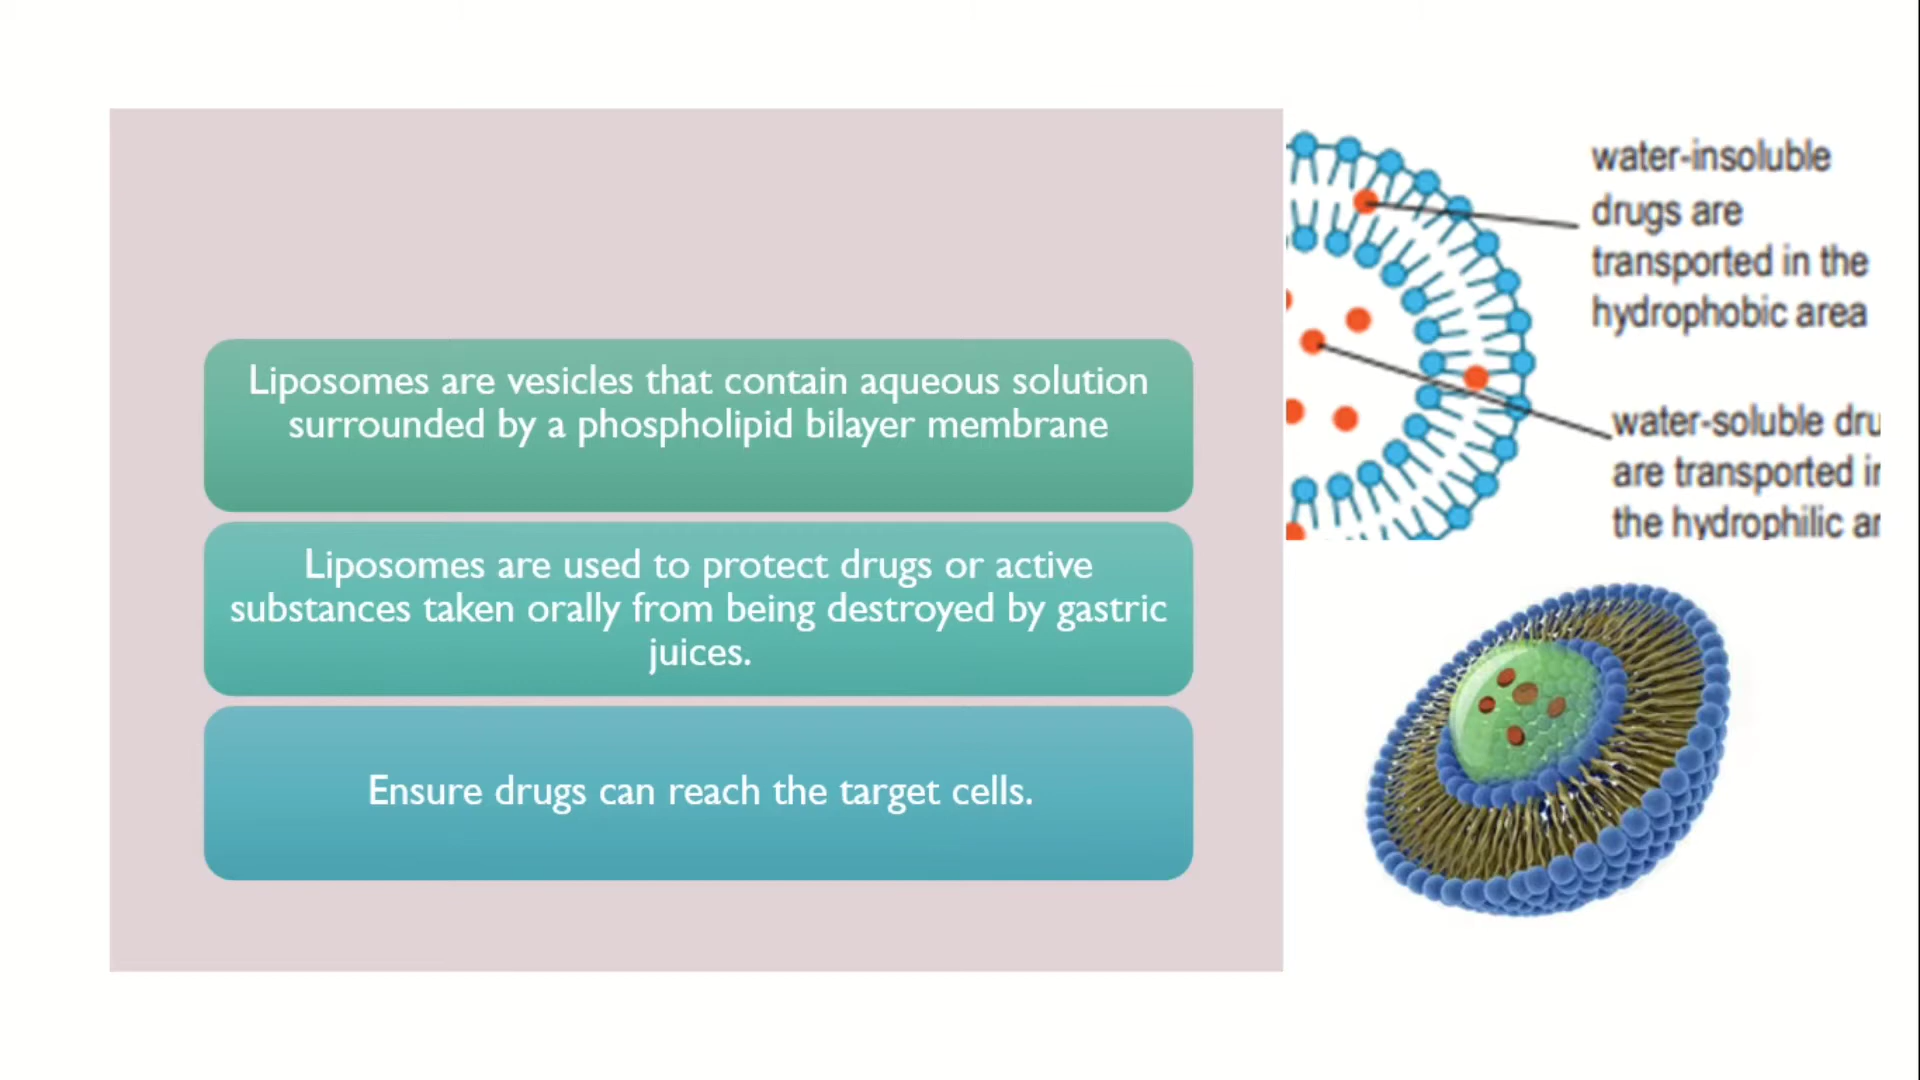 Liposomes are vesicles that contain aqueous solution
surrounded by a phospholipid bilayer membrane
Liposomes are used to protect drugs or active
substances taken orally from being destroyed by gastric
juices.
Ensure drugs can reach the target cells.
water-insoluble
drugs are
transported in the
hydrophobic area
water-soluble
are transported
the hydrophilic